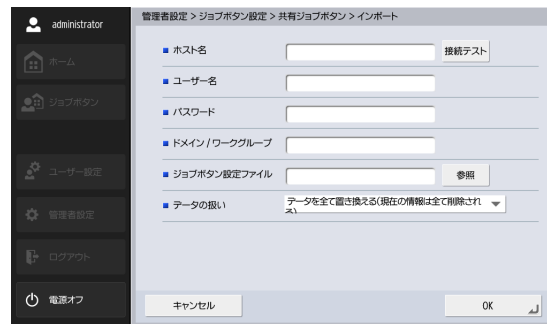 administrator
管理者設定 > ジョブボタン設定 > 共有ジョブボタン > インポート
ホーム
ジョブボタン
ユーザー設定
管理者設定
ログアウト
電源オフ
ホスト名
接続テスト
ユーザー名
パスワード
ドメイン / ワークグループ
ジョブボタン設定ファイル
参照
データの扱い
データを全て置き換える(現在の情報は全て削除され
る)
キャンセル
OK